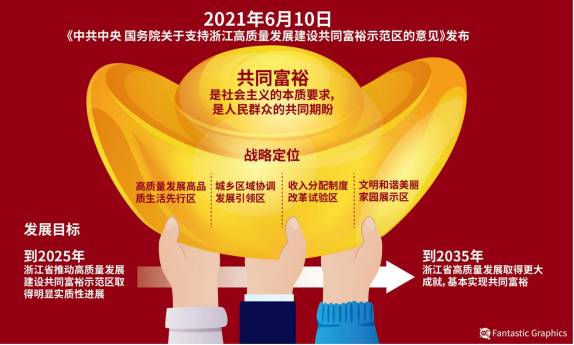 2021年6月10日
《中共中央 国务院关于支持浙江高质量发展建设共同富裕示范区的意见》发布
共同富裕
是社会主义的本质要求，
是人民群众的共同期盼
战略定位
高质量发展高品
质生活先行区
城乡区域协调
发展引领区
收入分配制度
改革试验区
文明和谐美丽
家园展示区
发展目标
到2025年
浙江省推动高质量发展
建设共同富裕示范区取
得明显实质性进展
到2035年
浙江省高质量发展取得更大
成就，基本实现共同富裕
Fantastic Graphics